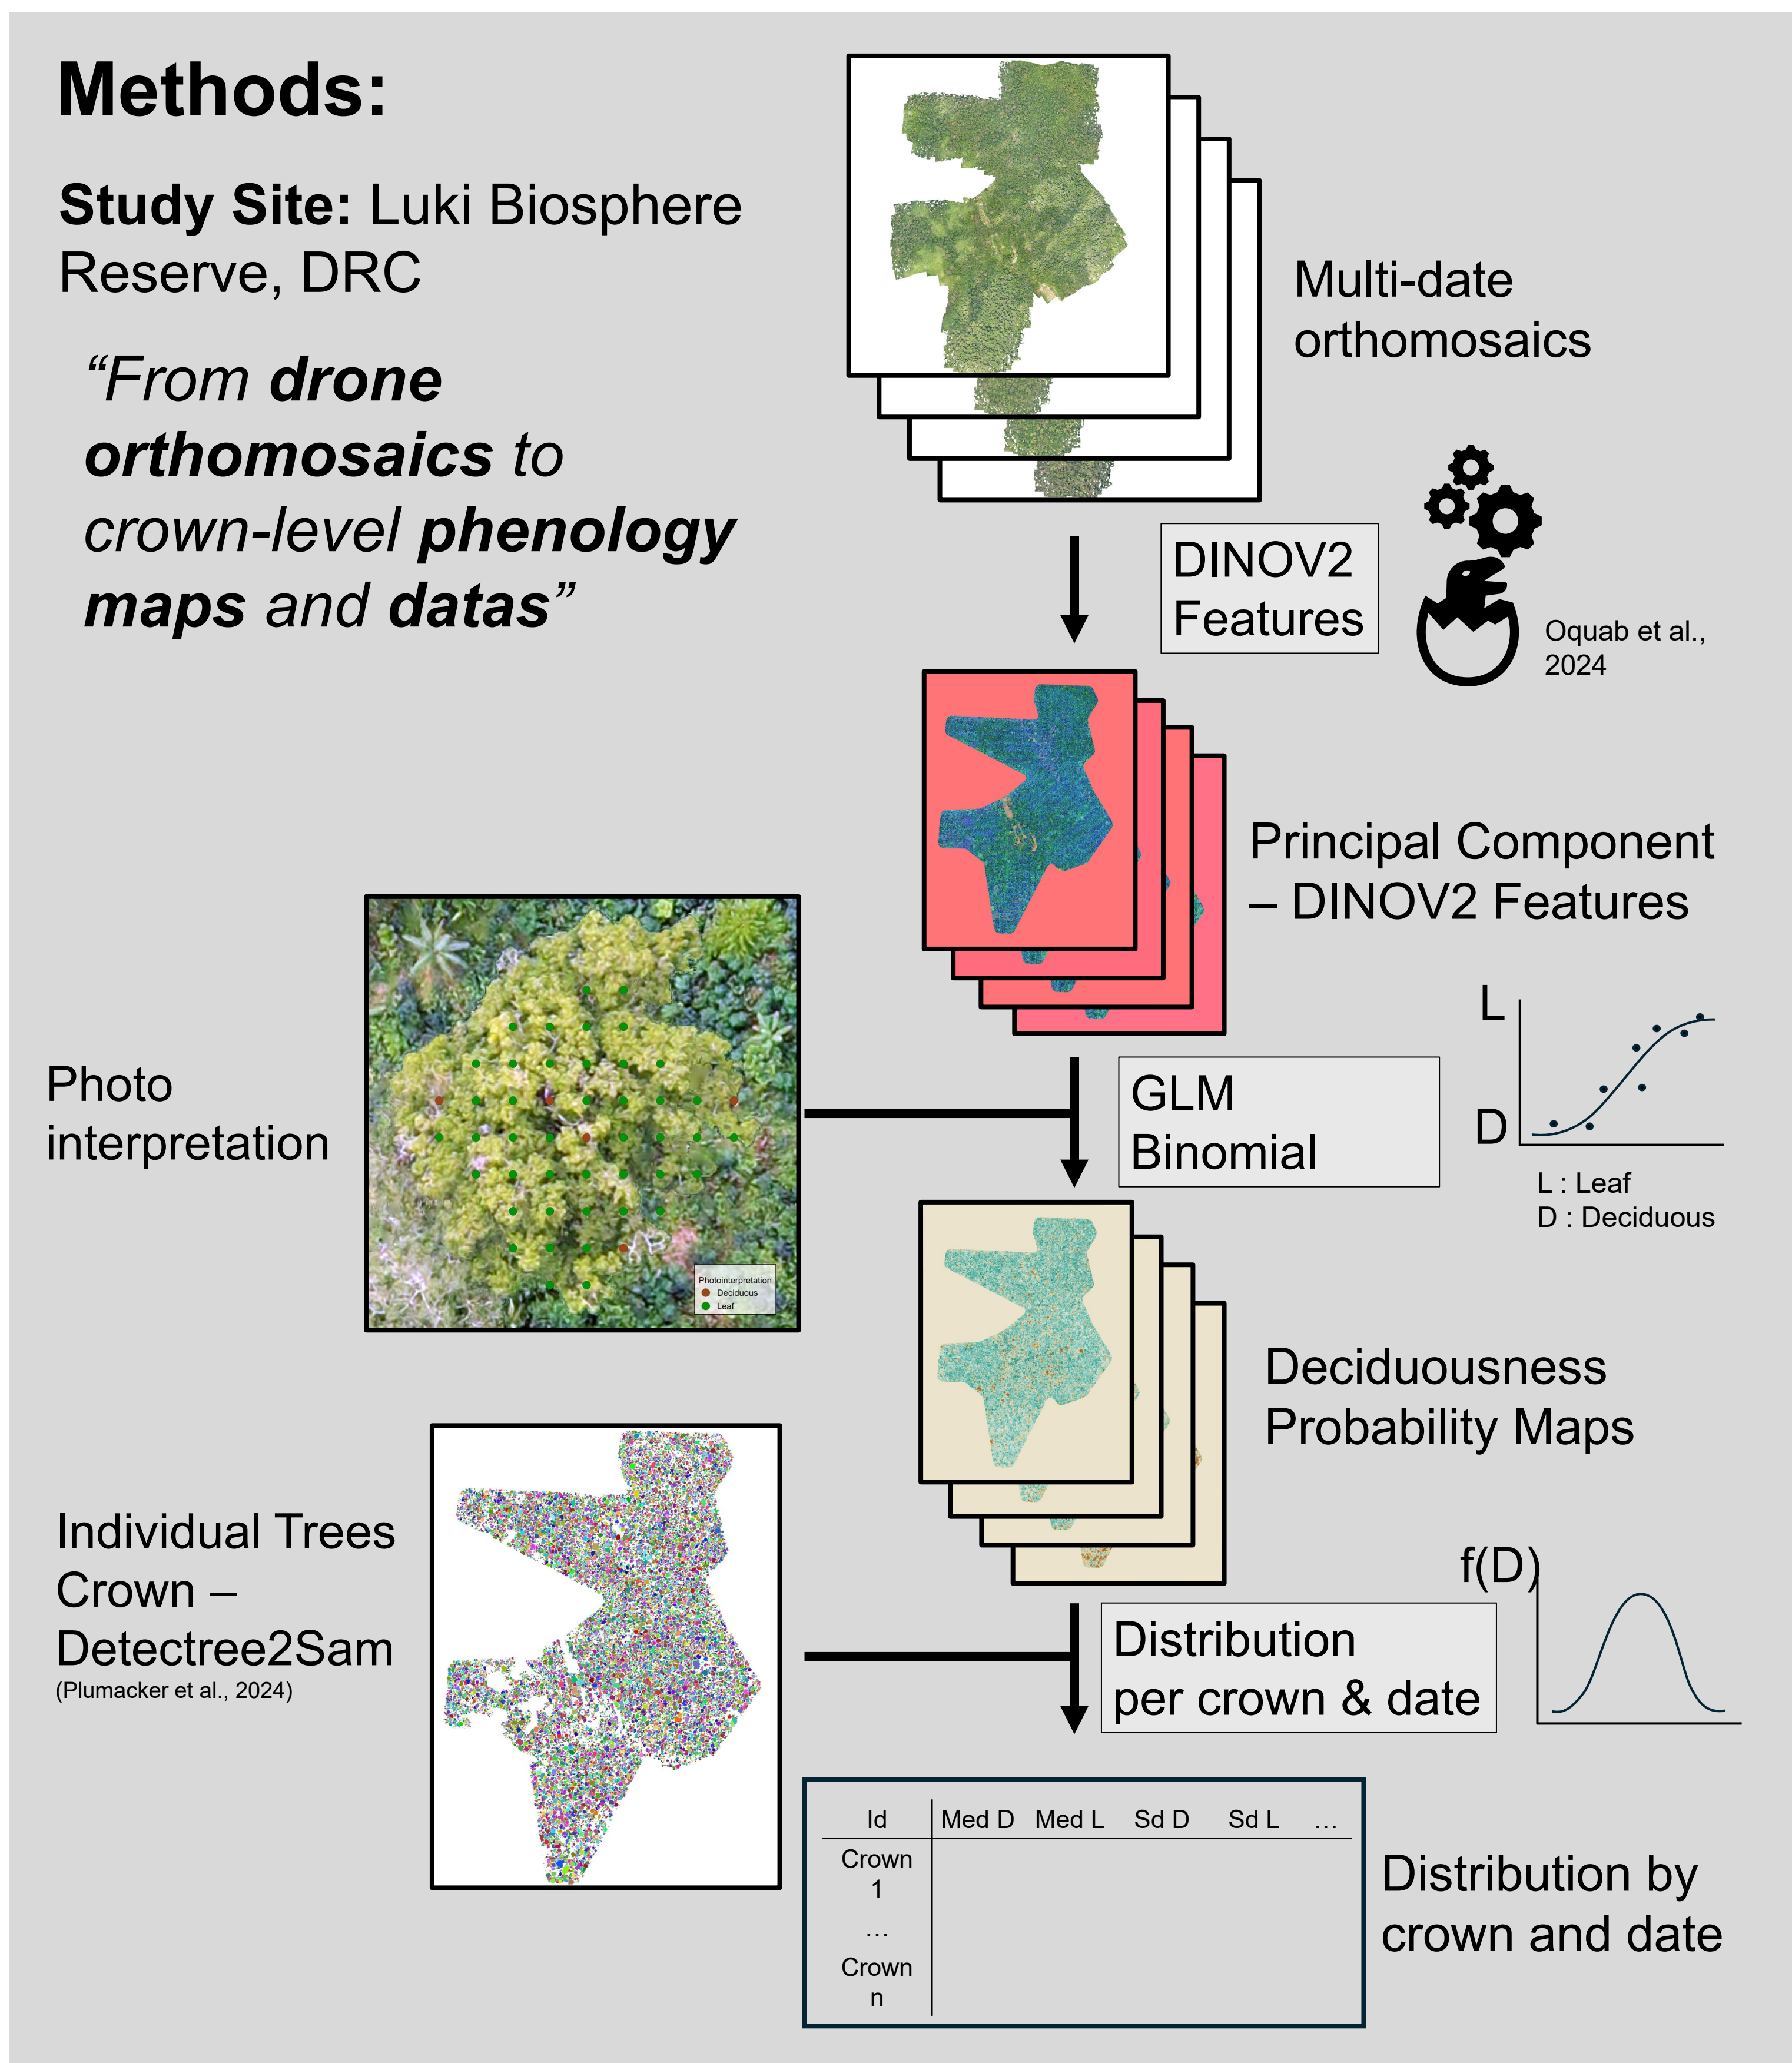 Methods:
Study Site: Luki Biosphere
Reserve, DRC
“From drone
orthomosaics to
crown-level phenology
maps and datas”
Multi-date
orthomosaics
DINOV2
Features
Oquab et al.,
2024
Principal Component
– DINOV2 Features
Photo
interpretation
Photointerpretation
Deciduous
Leaf
GLM
Binomial
L
D
L : Leaf
D : Deciduous
Deciduousness
Probability Maps
Individual Trees
Crown –
Detectree2Sam
(Plumacker et al., 2024)
Distribution
per crown & date
f(D)
Id Med D Med L Sd D Sd L …
Crown
1
…
Crown
n
Distribution by
crown and date